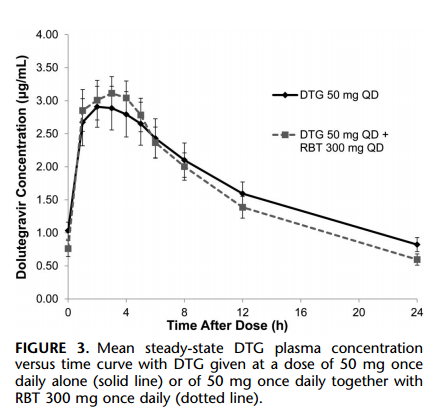 4.00
3.50
3.00
2.50
2.00
1.50
1.00
0.50
0.00
Dolutegravir Concentration (μg/mL)
DTG 50 mg QD
DTG 50 mg QD +
RBT 300 mg QD
0 4 8 12 16 20 24
Time After Dose (h)
FIGURE 3. Mean steady-state DTG plasma concentration
versus time curve with DTG given at a dose of 50 mg once
daily alone (solid line) or of 50 mg once daily together with
RBT 300 mg once daily (dotted line).